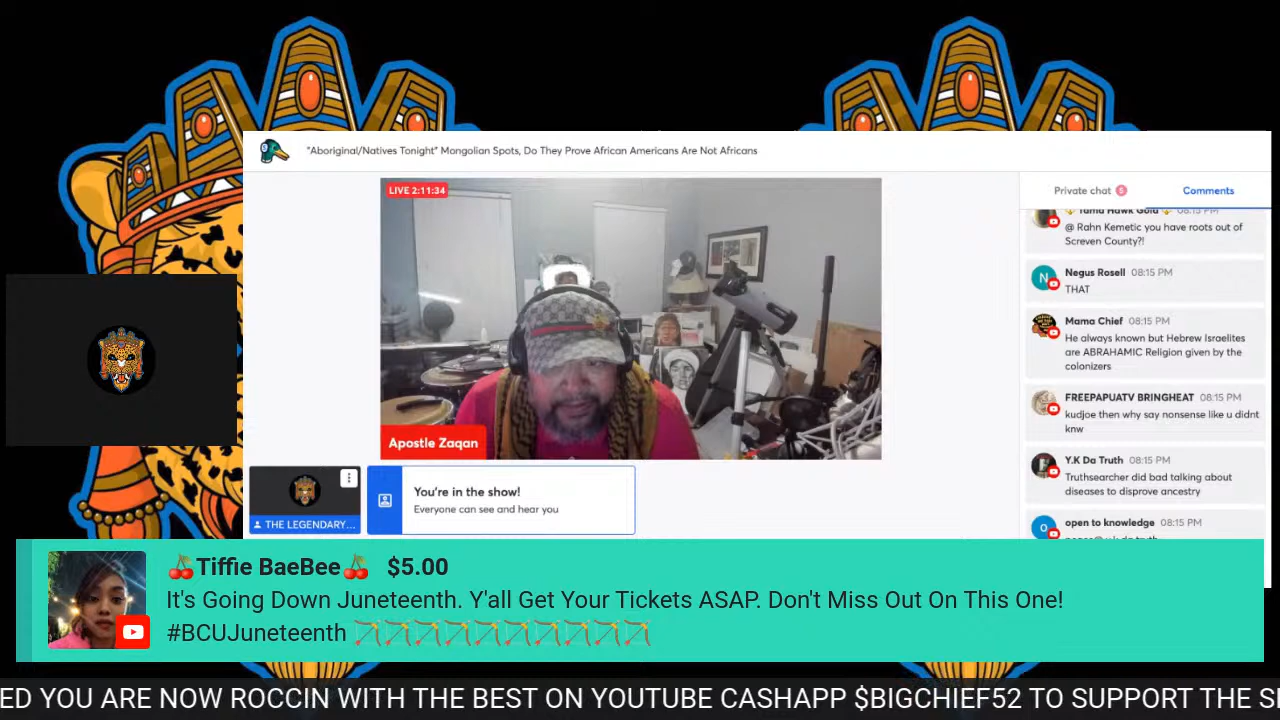 "Aboriginal/Natives Tonight" Mongolian Spots, Do They Prove African Americans Are Not Africans
LIVE 2:11:34
Apostle Zaqan
THE LEGENDARY...
You're in the show!
Everyone can see and hear you
Private chat 5
Comments
Yama Hawk Gold 08:15 PM
@ Rahn Kemetic you have roots out of
Screven County?!
N
Negus Rosell 08:15 PM
THAT
Mama Chief 08:15 PM
He always known but Hebrew Israelites
are ABRAHAMIC Religion given by the
colonizers
FREEPAPUATV BRINGHEAT 08:15 PM
kudjoe then why say nonsense like u didnt
knw
Y.K Da Truth 08:15 PM
Truthsearcher did bad talking about
diseases to disprove ancestry
o
open to knowledge 08:15 PM
🍒Tiffie BaeBee🍒 $5.00
It's Going Down Juneteenth. Y'all Get Your Tickets ASAP. Don't Miss Out On This One!
#BCUJuneteenth 🏹🏹🏹🏹🏹🏹🏹🏹🏹🏹
ED YOU ARE NOW ROCCIN WITH THE BEST ON YOUTUBE CASHAPP $BIGCHIEF52 TO SUPPORT THE S